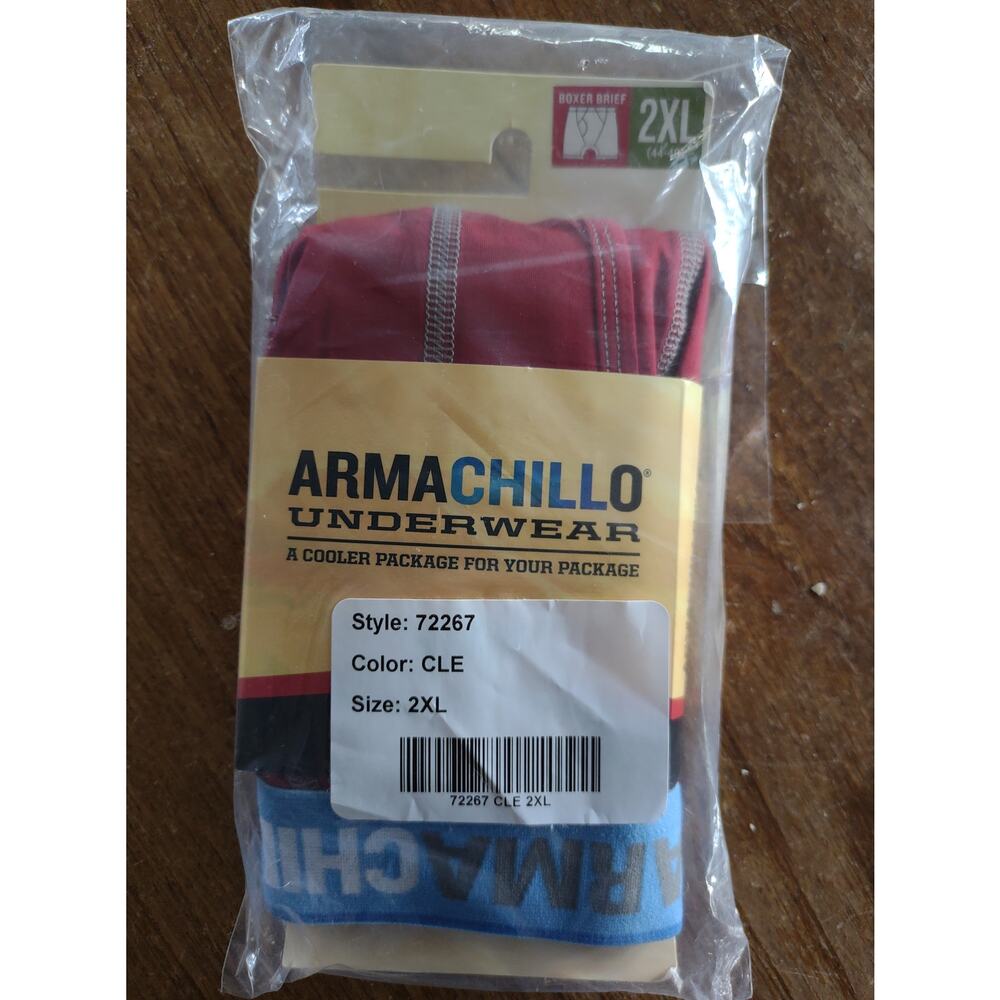 BOXER BRIEF
2XL
ARMACHILLO®
UNDERWEAR
A COOLER PACKAGE FOR YOUR PACKAGE
Style: 72267
Color: CLE
Size: 2XL
72267 CLE 2XL
ARMACHI